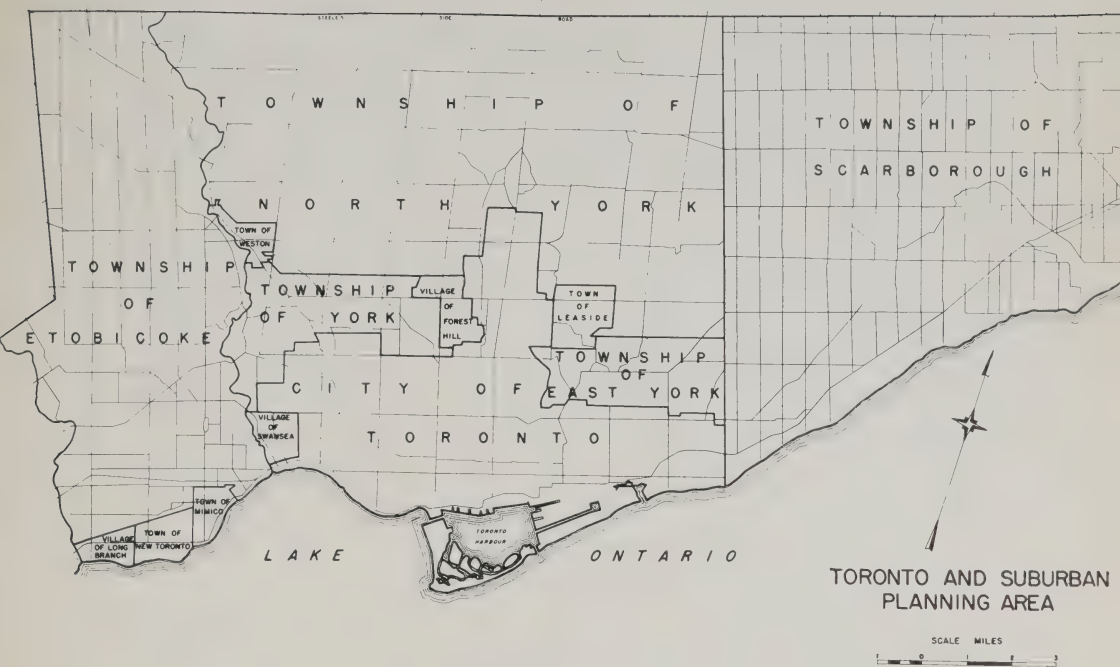 STEELE'S SIDE ROAD
TOWNSHIP OF
NORTH YORK
TOWNSHIP OF
SCARBOROUGH
TOWN OF
WESTON
TOWNSHIP
OF
ETOBICOKE
TOWNSHIP
OF YORK
VILLAGE
OF
FOREST
HILL
TOWN
OF
LEASIDE
TOWNSHIP
OF
EAST YORK
CITY OF
TORONTO
VILLAGE
OF
SWANSEA
TOWN OF
MIMICO
TOWN OF
NEW TORONTO
VILLAGE
OF LONG
BRANCH
TORONTO
HARBOUR
LAKE ONTARIO
TORONTO AND SUBURBAN
PLANNING AREA
SCALE MILES
1 0 1 2 3